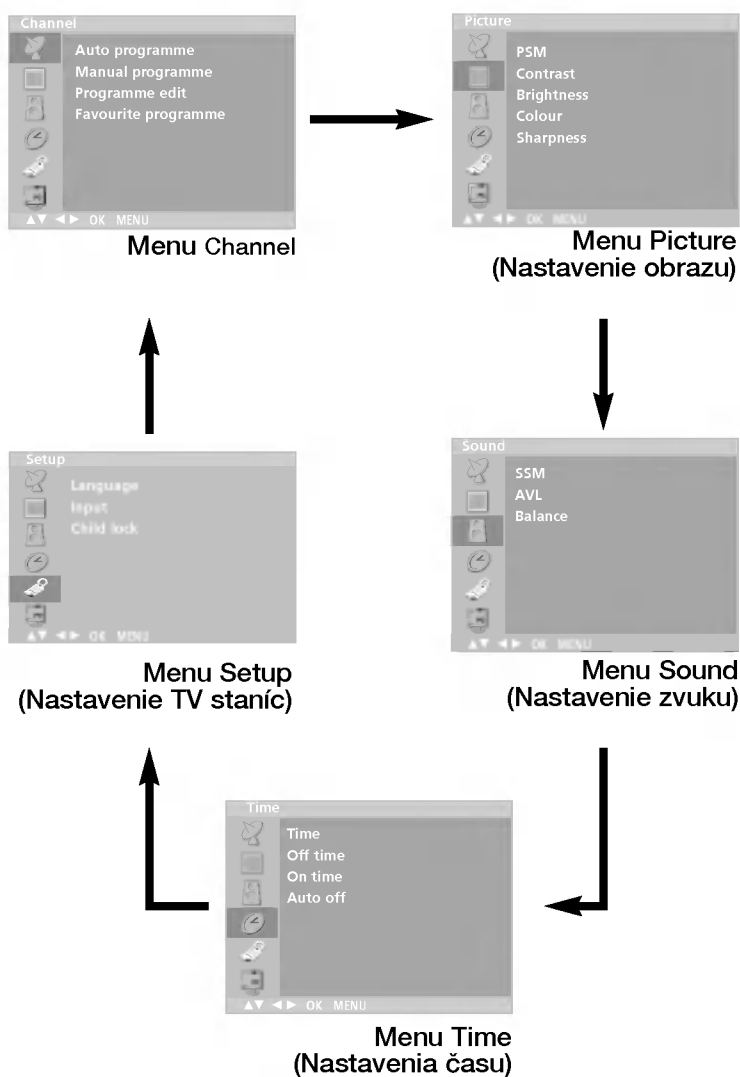 Channel
Auto programme
Manual programme
Programme edit
Favourite programme
▲▼ ◄► OK MENU
Menu Channel
Picture
PSM
Contrast
Brightness
Colour
Sharpness
▲▼ ◄► OK MENU
Menu Picture
(Nastavenie obrazu)
Sound
SSM
AVL
Balance
▲▼ ◄► OK MENU
Menu Sound
(Nastavenie zvuku)
Time
Time
Off time
On time
Auto off
▲▼ ◄► OK MENU
Menu Time
(Nastavenia času)
Setup
Language
Input
Child lock
▲▼ ◄► OK MENU
Menu Setup
(Nastavenie TV staníc)